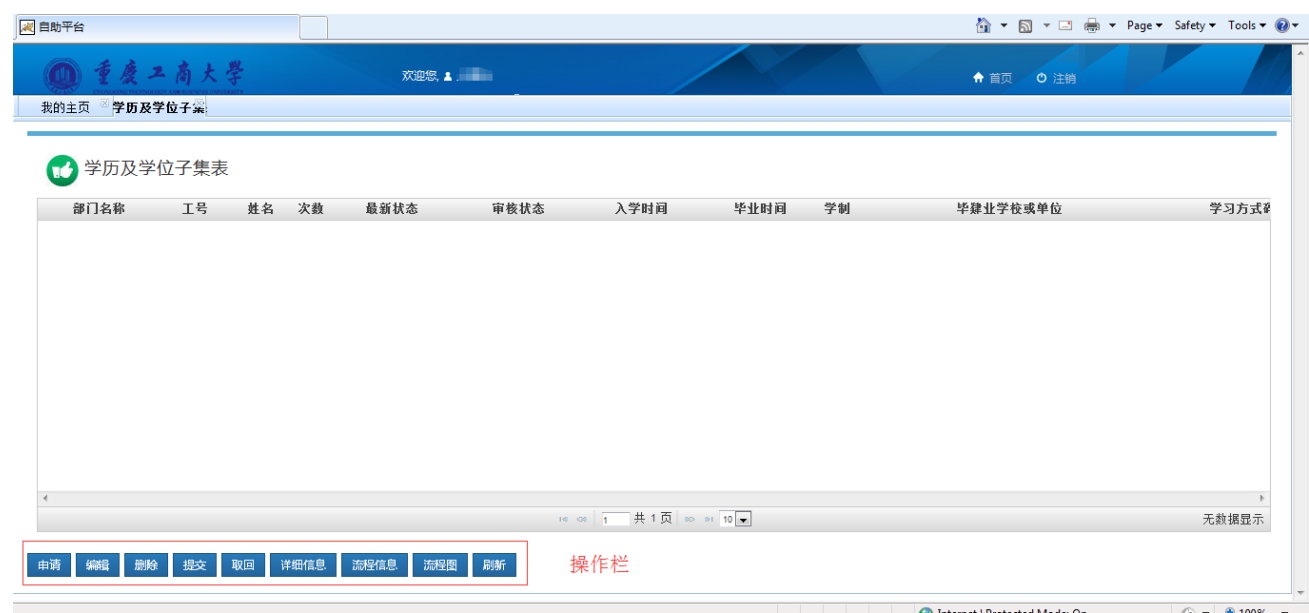 自助平台
Page Safety Tools
重庆工商大学
欢迎您,
首页 注销
我的主页 学历及学位子集
学历及学位子集表
部门名称 工号 姓名 次数 最新状态 审核状态 入学时间 毕业时间 学制 毕肄业学校或单位 学习方式码
1 共 1 页 10 无数据显示
申请 编辑 删除 提交 取回 详细信息 流程信息 流程图 刷新 操作栏
Internet | Protected Mode: On 100%